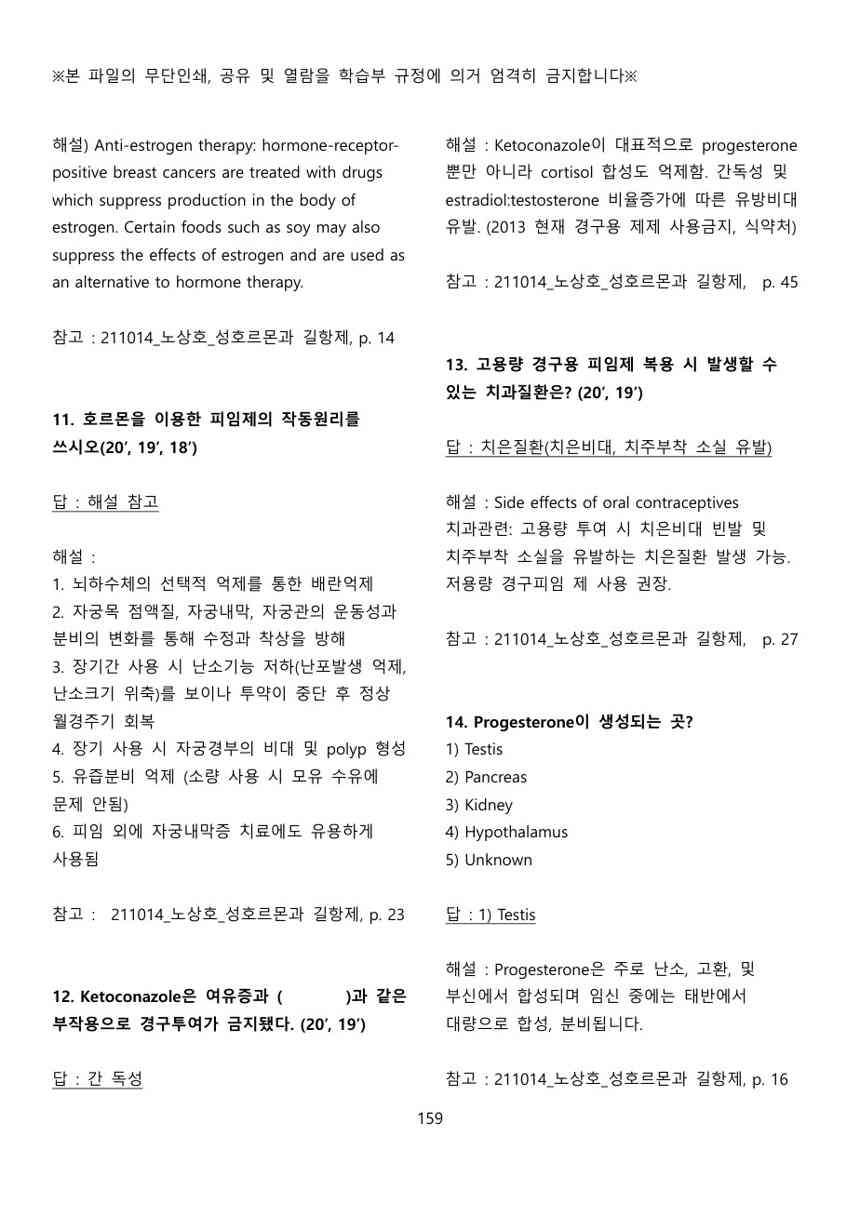 ※본 파일의 무단인쇄, 공유 및 열람을 학습부 규정에 의거 엄격히 금지합니다※
해설) Anti-estrogen therapy: hormone-receptor-
positive breast cancers are treated with drugs
which suppress production in the body of
estrogen. Certain foods such as soy may also
suppress the effects of estrogen and are used as
an alternative to hormone therapy.
참고 : 211014_노상호_성호르몬과 길항제, p. 14
11. 호르몬을 이용한 피임제의 작동원리를
쓰시오(20’, 19’, 18’)
답 : 해설 참고
해설 :
1. 뇌하수체의 선택적 억제를 통한 배란억제
2. 자궁목 점액질, 자궁내막, 자궁관의 운동성과
분비의 변화를 통해 수정과 착상을 방해
3. 장기간 사용 시 난소기능 저하(난포발생 억제,
난소크기 위축)를 보이나 투약이 중단 후 정상
월경주기 회복
4. 장기 사용 시 자궁경부의 비대 및 polyp 형성
5. 유즙분비 억제 (소량 사용 시 모유 수유에
문제 안됨)
6. 피임 외에 자궁내막증 치료에도 유용하게
사용됨
참고 : 211014_노상호_성호르몬과 길항제, p. 23
12. Ketoconazole은 여유증과 ( )과 같은
부작용으로 경구투여가 금지됐다. (20’, 19’)
답 : 간 독성
해설 : Ketoconazole이 대표적으로 progesterone
뿐만 아니라 cortisol 합성도 억제함. 간독성 및
estradiol:testosterone 비율증가에 따른 유방비대
유발. (2013 현재 경구용 제제 사용금지, 식약처)
참고 : 211014_노상호_성호르몬과 길항제, p. 45
13. 고용량 경구용 피임제 복용 시 발생할 수
있는 치과질환은? (20’, 19’)
답 : 치은질환(치은비대, 치주부착 소실 유발)
해설 : Side effects of oral contraceptives
치과관련: 고용량 투여 시 치은비대 빈발 및
치주부착 소실을 유발하는 치은질환 발생 가능.
저용량 경구피임 제 사용 권장.
참고 : 211014_노상호_성호르몬과 길항제, p. 27
14. Progesterone이 생성되는 곳?
1) Testis
2) Pancreas
3) Kidney
4) Hypothalamus
5) Unknown
답 : 1) Testis
해설 : Progesterone은 주로 난소, 고환, 및
부신에서 합성되며 임신 중에는 태반에서
대량으로 합성, 분비됩니다.
참고 : 211014_노상호_성호르몬과 길항제, p. 16
159